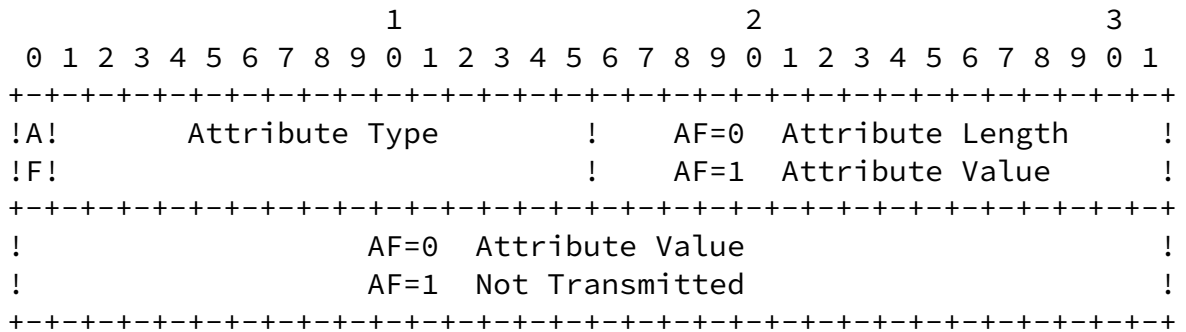 1                   2                   3
 0 1 2 3 4 5 6 7 8 9 0 1 2 3 4 5 6 7 8 9 0 1 2 3 4 5 6 7 8 9 0 1
+-+-+-+-+-+-+-+-+-+-+-+-+-+-+-+-+-+-+-+-+-+-+-+-+-+-+-+-+-+-+-+-+
!A!       Attribute Type        !    AF=0  Attribute Length     !
!F!                             !    AF=1  Attribute Value      !
+-+-+-+-+-+-+-+-+-+-+-+-+-+-+-+-+-+-+-+-+-+-+-+-+-+-+-+-+-+-+-+-+
!                   AF=0  Attribute Value                       !
!                   AF=1  Not Transmitted                       !
+-+-+-+-+-+-+-+-+-+-+-+-+-+-+-+-+-+-+-+-+-+-+-+-+-+-+-+-+-+-+-+-+